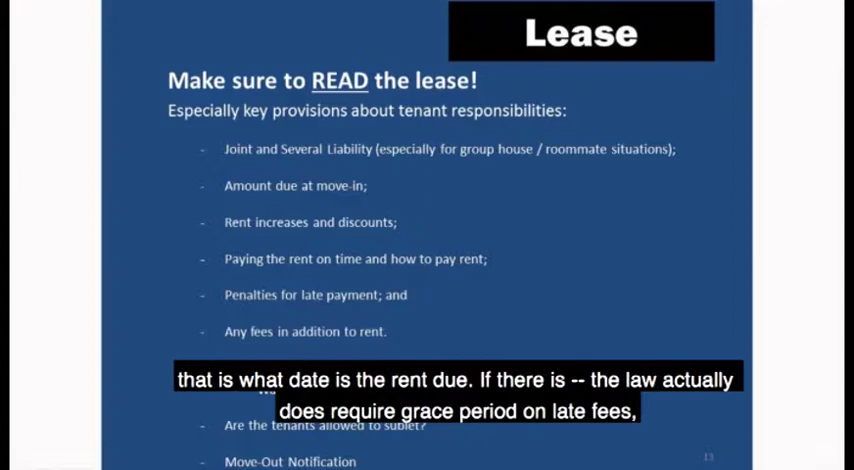 Lease
Make sure to READ the lease!
Especially key provisions about tenant responsibilities:
- Joint and Several Liability (especially for group house / roommate situations);
- Amount due at move-in;
- Rent increases and discounts;
- Paying the rent on time and how to pay rent;
- Penalties for late payment; and
- Any fees in addition to rent.
that is what date is the rent due. If there is -- the law actually
does require grace period on late fees,
- Are the tenants allowed to sublet?
- Move-Out Notification
13